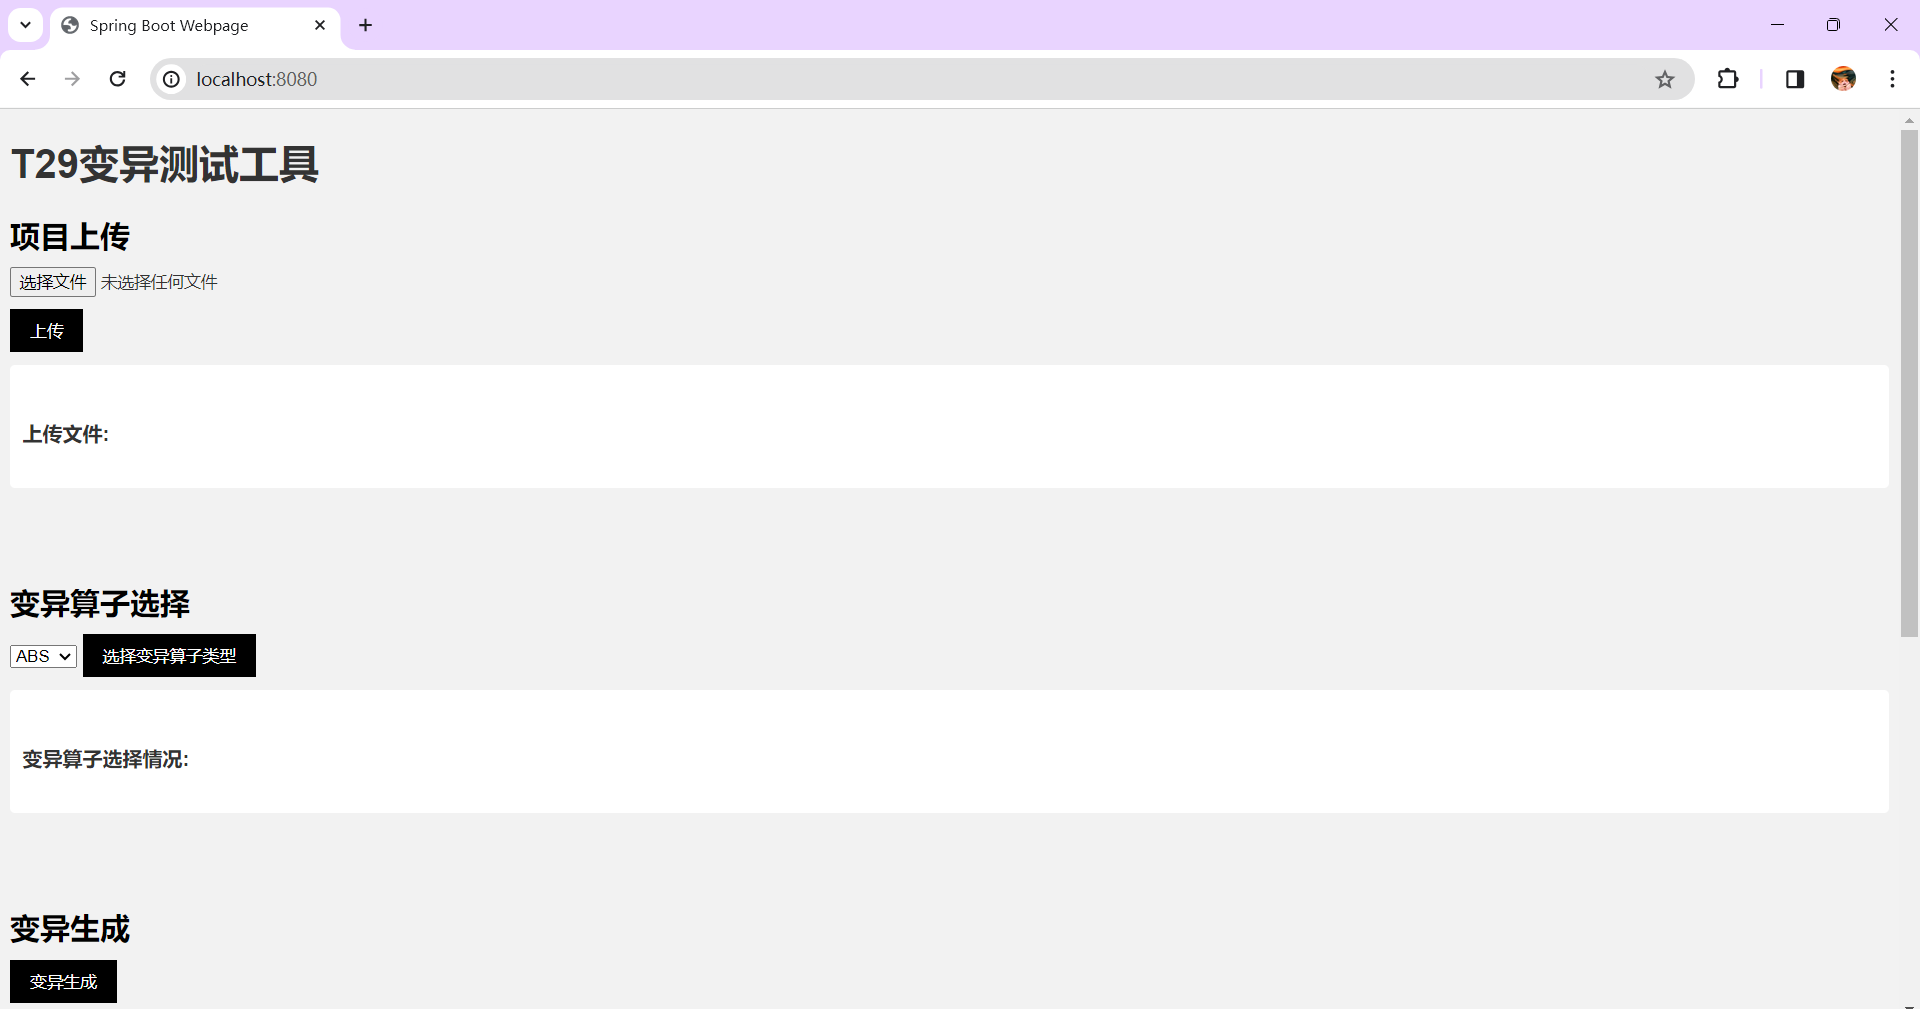 Spring Boot Webpage
localhost:8080
T29变异测试工具
项目上传
选择文件 未选择任何文件
上传
上传文件:
变异算子选择
ABS 选择变异算子类型
变异算子选择情况:
变异生成
变异生成